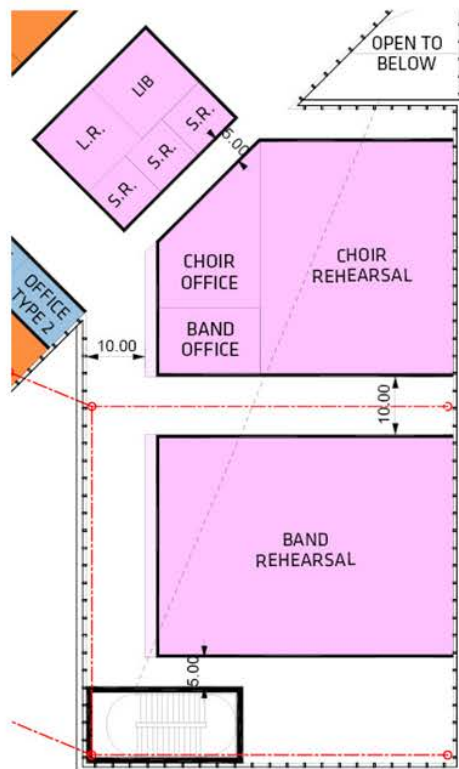 OPEN TO
BELOW
LIB
L.R.
S.R.
S.R.
S.R.
5.00
CHOIR
OFFICE
CHOIR
REHEARSAL
OFFICE
TYPE 2
BAND
OFFICE
10.00
10.00
BAND
REHEARSAL
5.00